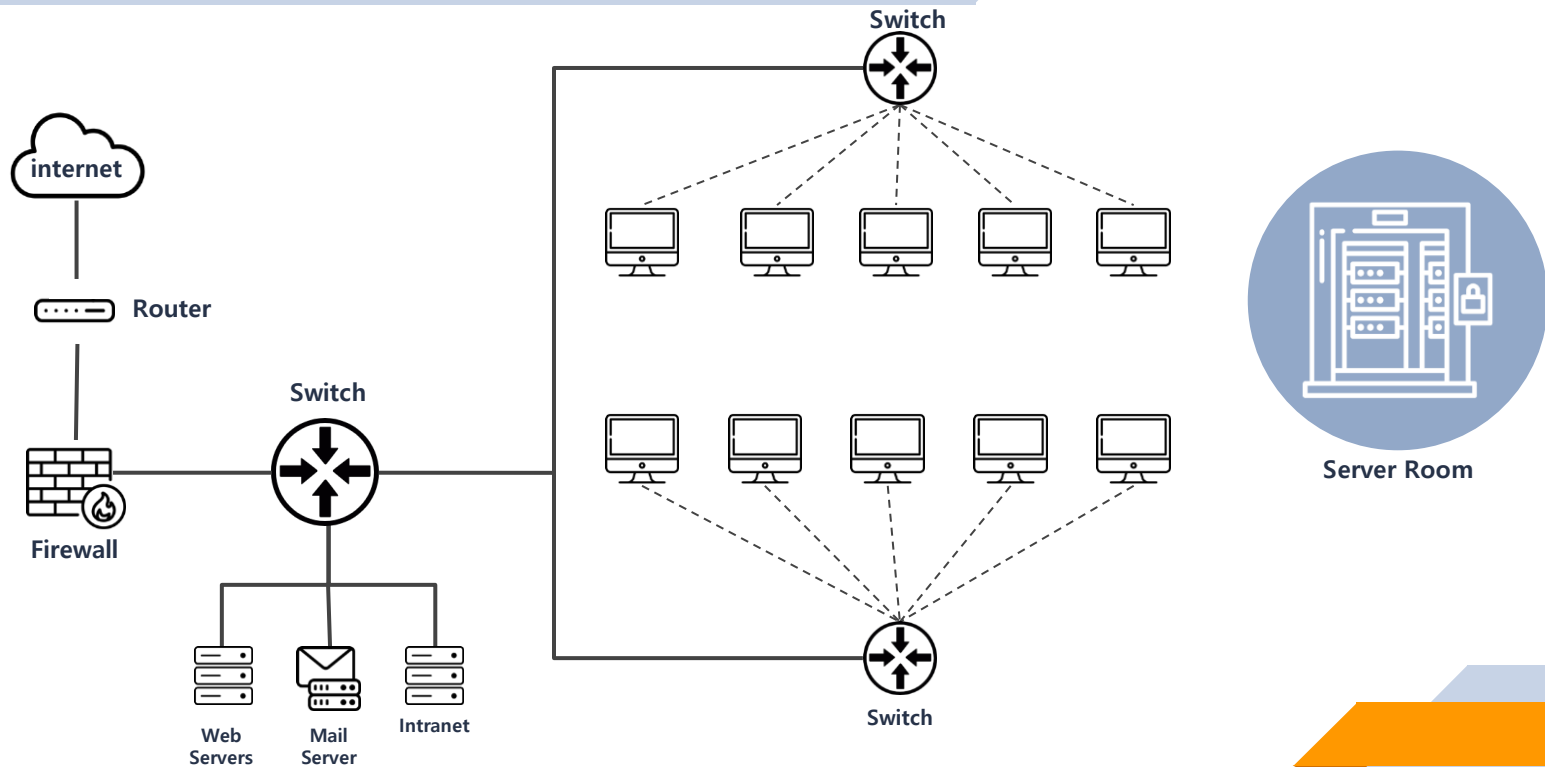 Switch
internet
Router
Switch
Server Room
Firewall
Web
Servers
Mail
Server
Intranet
Switch